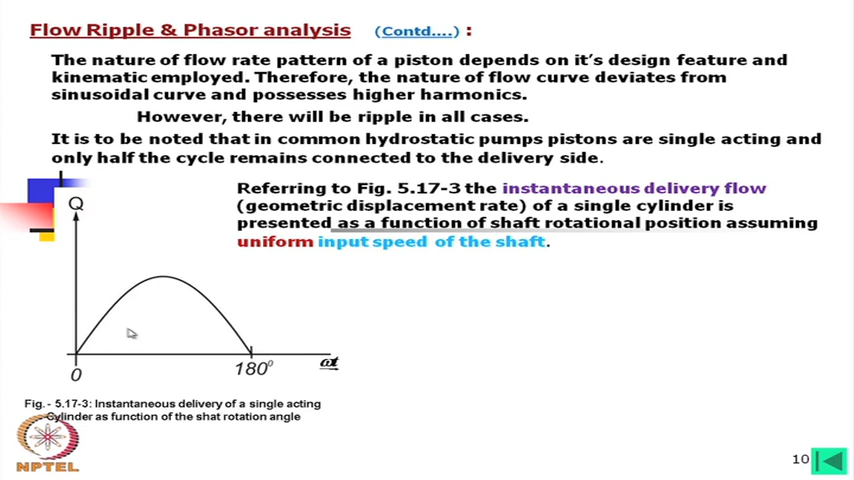 Flow Ripple & Phasor analysis (Contd....) :
The nature of flow rate pattern of a piston depends on it's design feature and
kinematic employed. Therefore, the nature of flow curve deviates from
sinusoidal curve and possesses higher harmonics.
However, there will be ripple in all cases.
It is to be noted that in common hydrostatic pumps pistons are single acting and
only half the cycle remains connected to the delivery side.
Referring to Fig. 5.17-3 the instantaneous delivery flow
(geometric displacement rate) of a single cylinder is
presented as a function of shaft rotational position assuming
uniform input speed of the shaft.
Q
0
180⁰
ωt
Fig. - 5.17-3: Instantaneous delivery of a single acting
Cylinder as function of the shat rotation angle
NPTEL
10